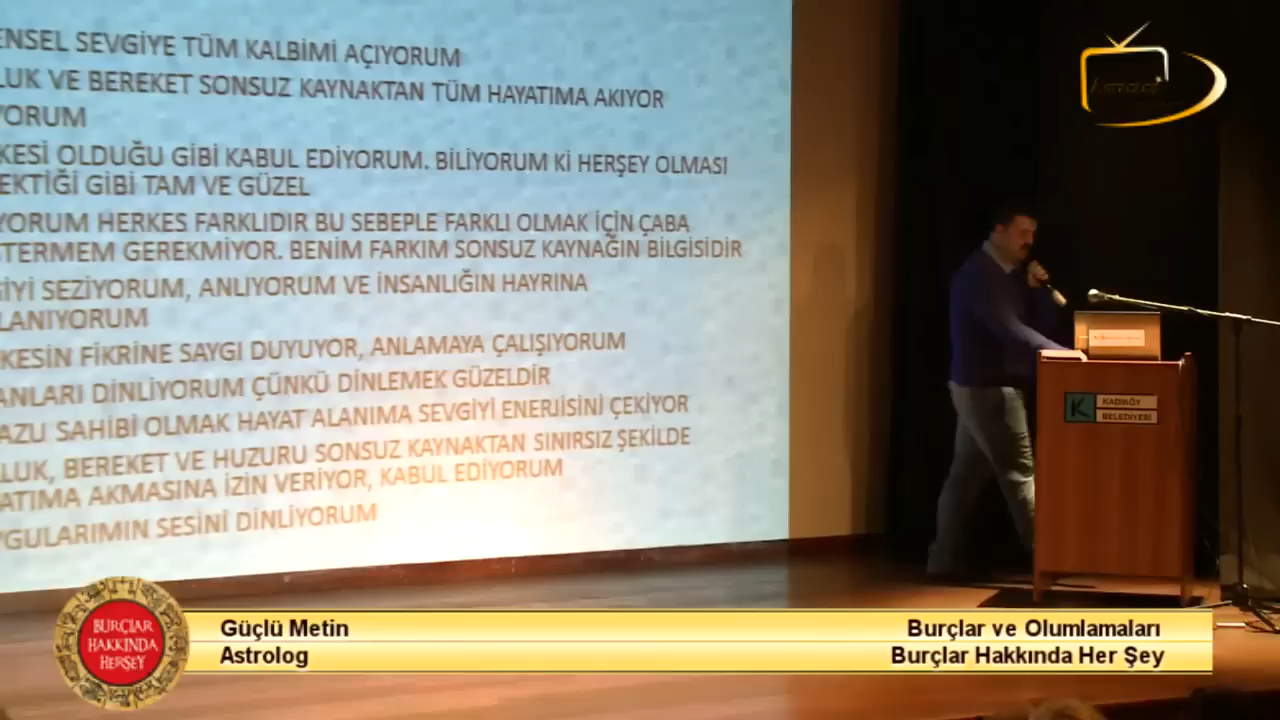 ENSEL SEVGİYE TÜM KALBİMİ AÇIYORUM
LUK VE BEREKET SONSUZ KAYNAKTAN TÜM HAYATIMA AKIYOR
YORUM
KESİ OLDUĞU GİBİ KABUL EDİYORUM. BİLİYORUM Kİ HERŞEY OLMASI
EKTİĞİ GİBİ TAM VE GÜZEL
YORUM HERKES FARKLIDIR BU SEBEPLE FARKLI OLMAK İÇİN ÇABA
TERMEM GEREKMİYOR. BENİM FARKIM SONSUZ KAYNAĞIN BİLGİSİDİR
GİYİ SEZİYORUM, ANLIYORUM VE İNSANLIĞIN HAYRINA
LANIYORUM
KESİN FİKRİNE SAYGI DUYUYOR, ANLAMAYA ÇALIŞIYORUM
ANLARI DİNLİYORUM ÇÜNKÜ DİNLEMEK GÜZELDİR
AZU SAHİBİ OLMAK HAYAT ALANIMA SEVGİYİ ENERJİSİNİ ÇEKİYOR
LUK, BEREKET VE HUZURU SONSUZ KAYNAKTAN SINIRSIZ ŞEKİLDE
ATIMA AKMASINA İZİN VERİYOR, KABUL EDİYORUM
YGULARIMIN SESİNİ DİNLİYORUM
KADIKÖY
BELEDİYESİ
BURÇLAR
HAKKINDA
HERŞEY
Güçlü Metin
Astrolog
Burçlar ve Olumlamaları
Burçlar Hakkında Her Şey